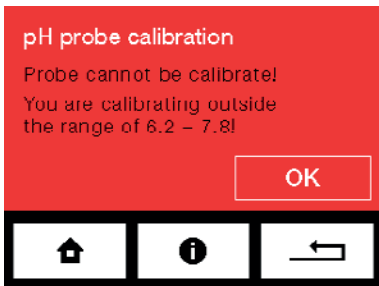 pH probe calibration
Probe cannot be calibrate!
You are calibrating outside
the range of 6.2 – 7.8!
OK